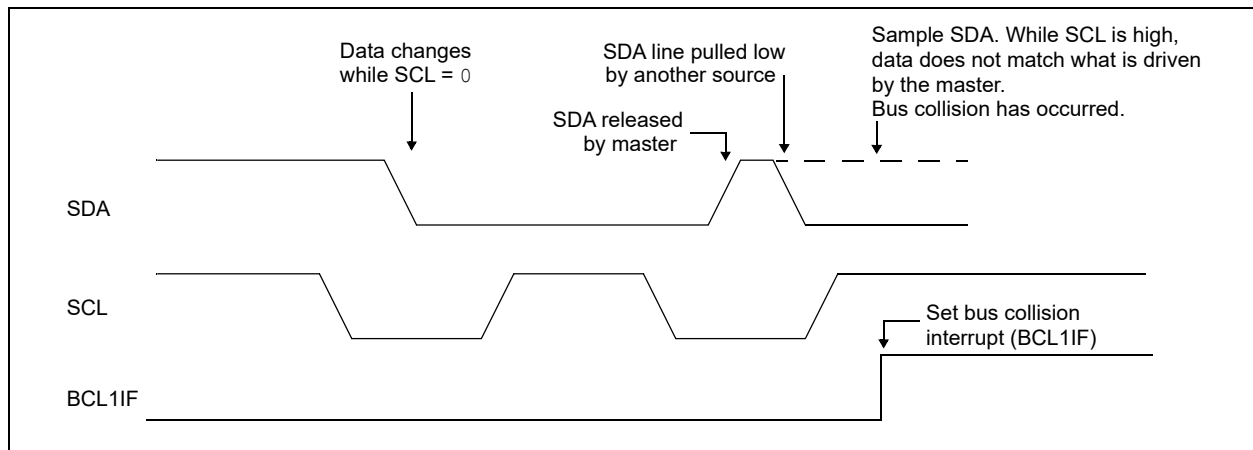 Data changes
while SCL = 0
SDA line pulled low
by another source
Sample SDA. While SCL is high,
data does not match what is driven
by the master.
Bus collision has occurred.
SDA released
by master
SDA
SCL
Set bus collision
interrupt (BCL1IF)
BCL1IF